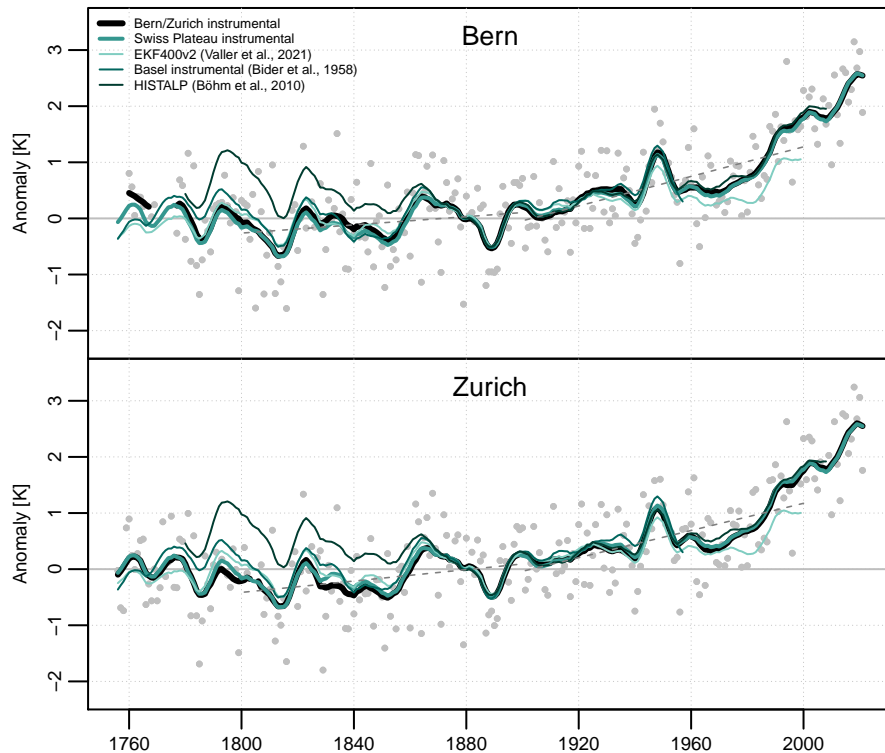 Bern
Bern/Zurich instrumental
Swiss Plateau instrumental
EKF400v2 (Valler et al., 2021)
Basel instrumental (Bider et al., 1958)
HISTALP (Böhm et al., 2010)
Anomaly [K]
3
2
1
0
−1
−2
Zurich
Anomaly [K]
3
2
1
0
−1
−2
1760 1800 1840 1880 1920 1960 2000